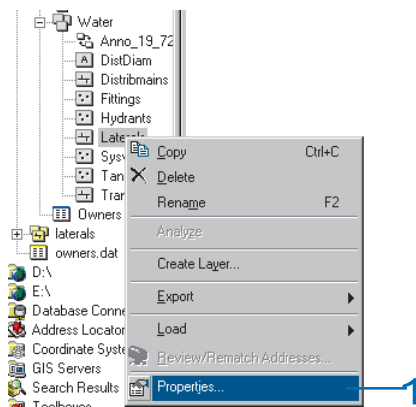 Water
Anno_19_72
DistDiam
Distribmains
Fittings
Hydrants
Laterals
Sysv
Tan
Tran
Owners
laterals
owners.dat
D:\
E:\
Database Conne
Address Locator
Coordinate Syste
GIS Servers
Search Results
Toolboxes
Copy Ctrl+C
Delete
Rename F2
Analyze
Create Layer...
Export
Load
Review/Rematch Addresses...
Properties...
1